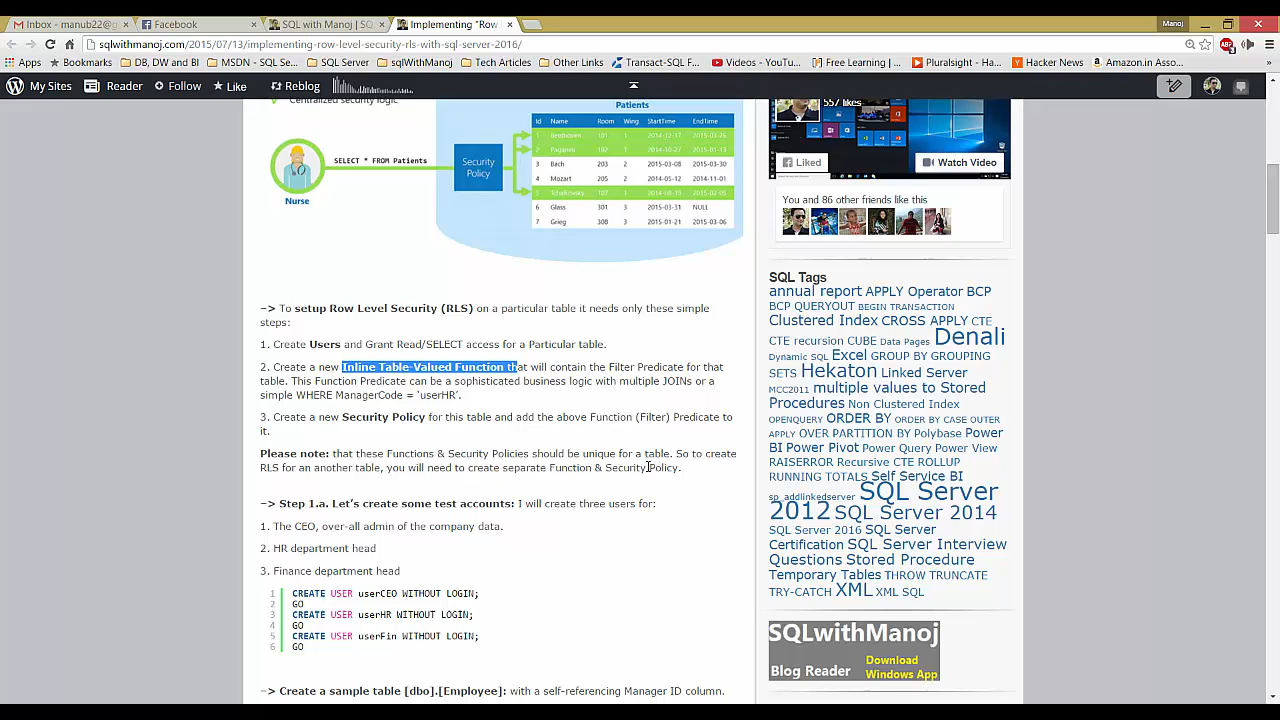 Inbox - manub22@g
Facebook
SQL with Manoj | SQ
Implementing "Row
Manoj
sqlwithmanoj.com/2015/07/13/implementing-row-level-security-rls-with-sql-server-2016/
Apps
Bookmarks
DB, DW and BI
MSDN - SQL Se...
SQL Server
sqlWithManoj
Tech Articles
Other Links
Transact-SQL F...
Videos - YouTu...
Free Learning | ...
Pluralsight - Ha...
Hacker News
Amazon.in Asso...
»
My Sites
Reader
Follow
Like
Reblog
Centralized security logic
Patients
Id Name Room Wing StartTime EndTime
1 Beethoven 101 1 2014-12-17 2015-03-26
2 Paganini 102 1 2014-10-27
3 Bach 203 2 2015-03-08 2015-03-30
4 Mozart 205 2 2014-11-01
5 Tchaikovsky 107 1
6 Glass 301 3 2015-03-31 NULL
7 Grieg 308 3 2015-01-21 2015-03-06
SELECT * FROM Patients
Security
Policy
Nurse
–> To setup Row Level Security (RLS) on a particular table it needs only these simple
steps:
1. Create Users and Grant Read/SELECT access for a Particular table.
2. Create a new Inline Table-Valued Function that will contain the Filter Predicate for that
table. This Function Predicate can be a sophisticated business logic with multiple JOINs or a
simple WHERE ManagerCode = 'userHR'.
3. Create a new Security Policy for this table and add the above Function (Filter) Predicate to
it.
Please note: that these Functions & Security Policies should be unique for a table. So to create
RLS for an another table, you will need to create separate Function & Security Policy.
–> Step 1.a. Let's create some test accounts: I will create three users for:
1. The CEO, over-all admin of the company data.
2. HR department head
3. Finance department head
1 CREATE USER userCEO WITHOUT LOGIN;
2 GO
3 CREATE USER userHR WITHOUT LOGIN;
4 GO
5 CREATE USER userFin WITHOUT LOGIN;
6 GO
–> Create a sample table [dbo].[Employee]: with a self-referencing Manager ID column.
557 likes
Liked
Watch Video
You and 86 other friends like this
SQL Tags
annual report APPLY Operator BCP
BCP QUERYOUT BEGIN TRANSACTION
Clustered Index CROSS APPLY CTE
CTE recursion CUBE Data Pages Denali
Dynamic SQL Excel GROUP BY GROUPING
SETS Hekaton Linked Server
MCC2011 multiple values to Stored
Procedures Non Clustered Index
OPENQUERY ORDER BY ORDER BY CASE OUTER
APPLY OVER PARTITION BY Polybase Power
BI Power Pivot Power Query Power View
RAISERROR Recursive CTE ROLLUP
RUNNING TOTALS Self Service BI
sp_addlinkedserver SQL Server
2012 SQL Server 2014
SQL Server 2016 SQL Server
Certification SQL Server Interview
Questions Stored Procedure
Temporary Tables THROW TRUNCATE
TRY-CATCH XML XML SQL
SQLwithManoj
Blog Reader
Download
Windows App